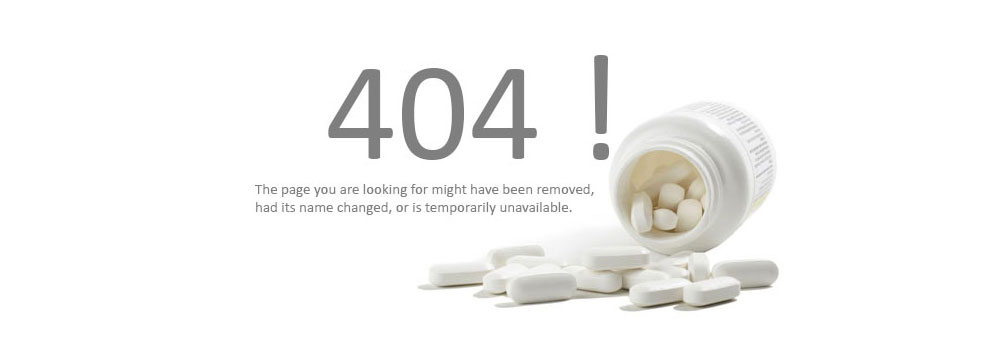 404 !
The page you are looking for might have been removed,
had its name changed, or is temporarily unavailable.